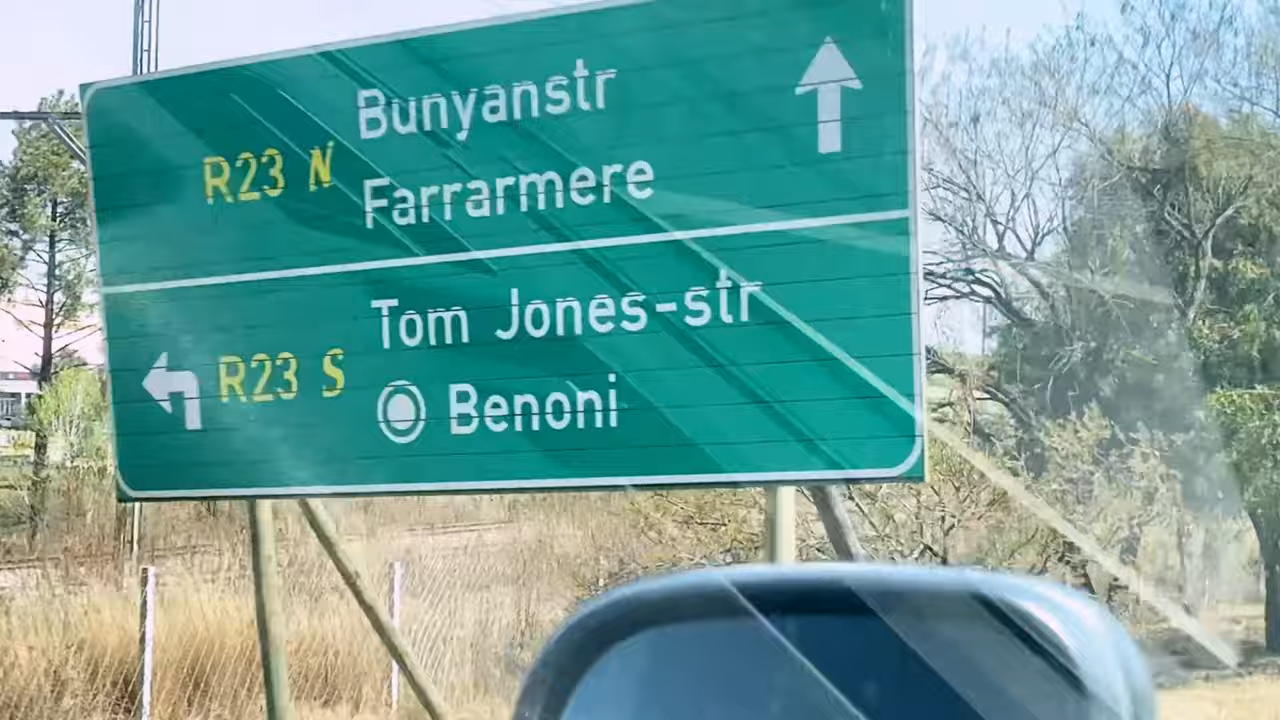 Bunyanstr
R23 N
Farrarmere
Tom Jones-str
R23 S
Benoni